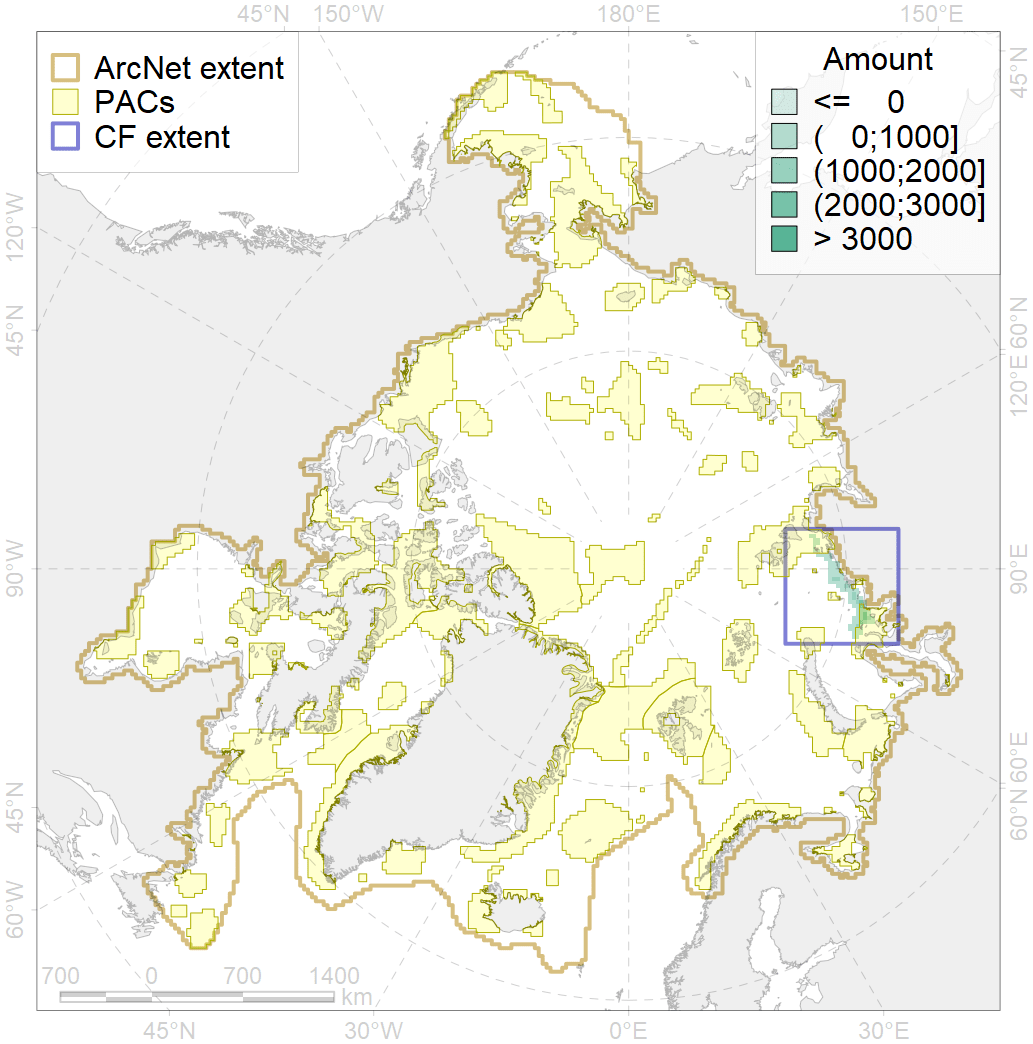 45°N 150°W 180°E 150°E
ArcNet extent
PACs
CF extent
Amount
<= 0
( 0;1000]
(1000;2000]
(2000;3000]
> 3000
45°N
120°W
60°N
45°N
120°E
90°W
90°E
45°N
60°N
60°E
60°W
700 0 700 1400
km
45°W 30°W 0°E 30°E